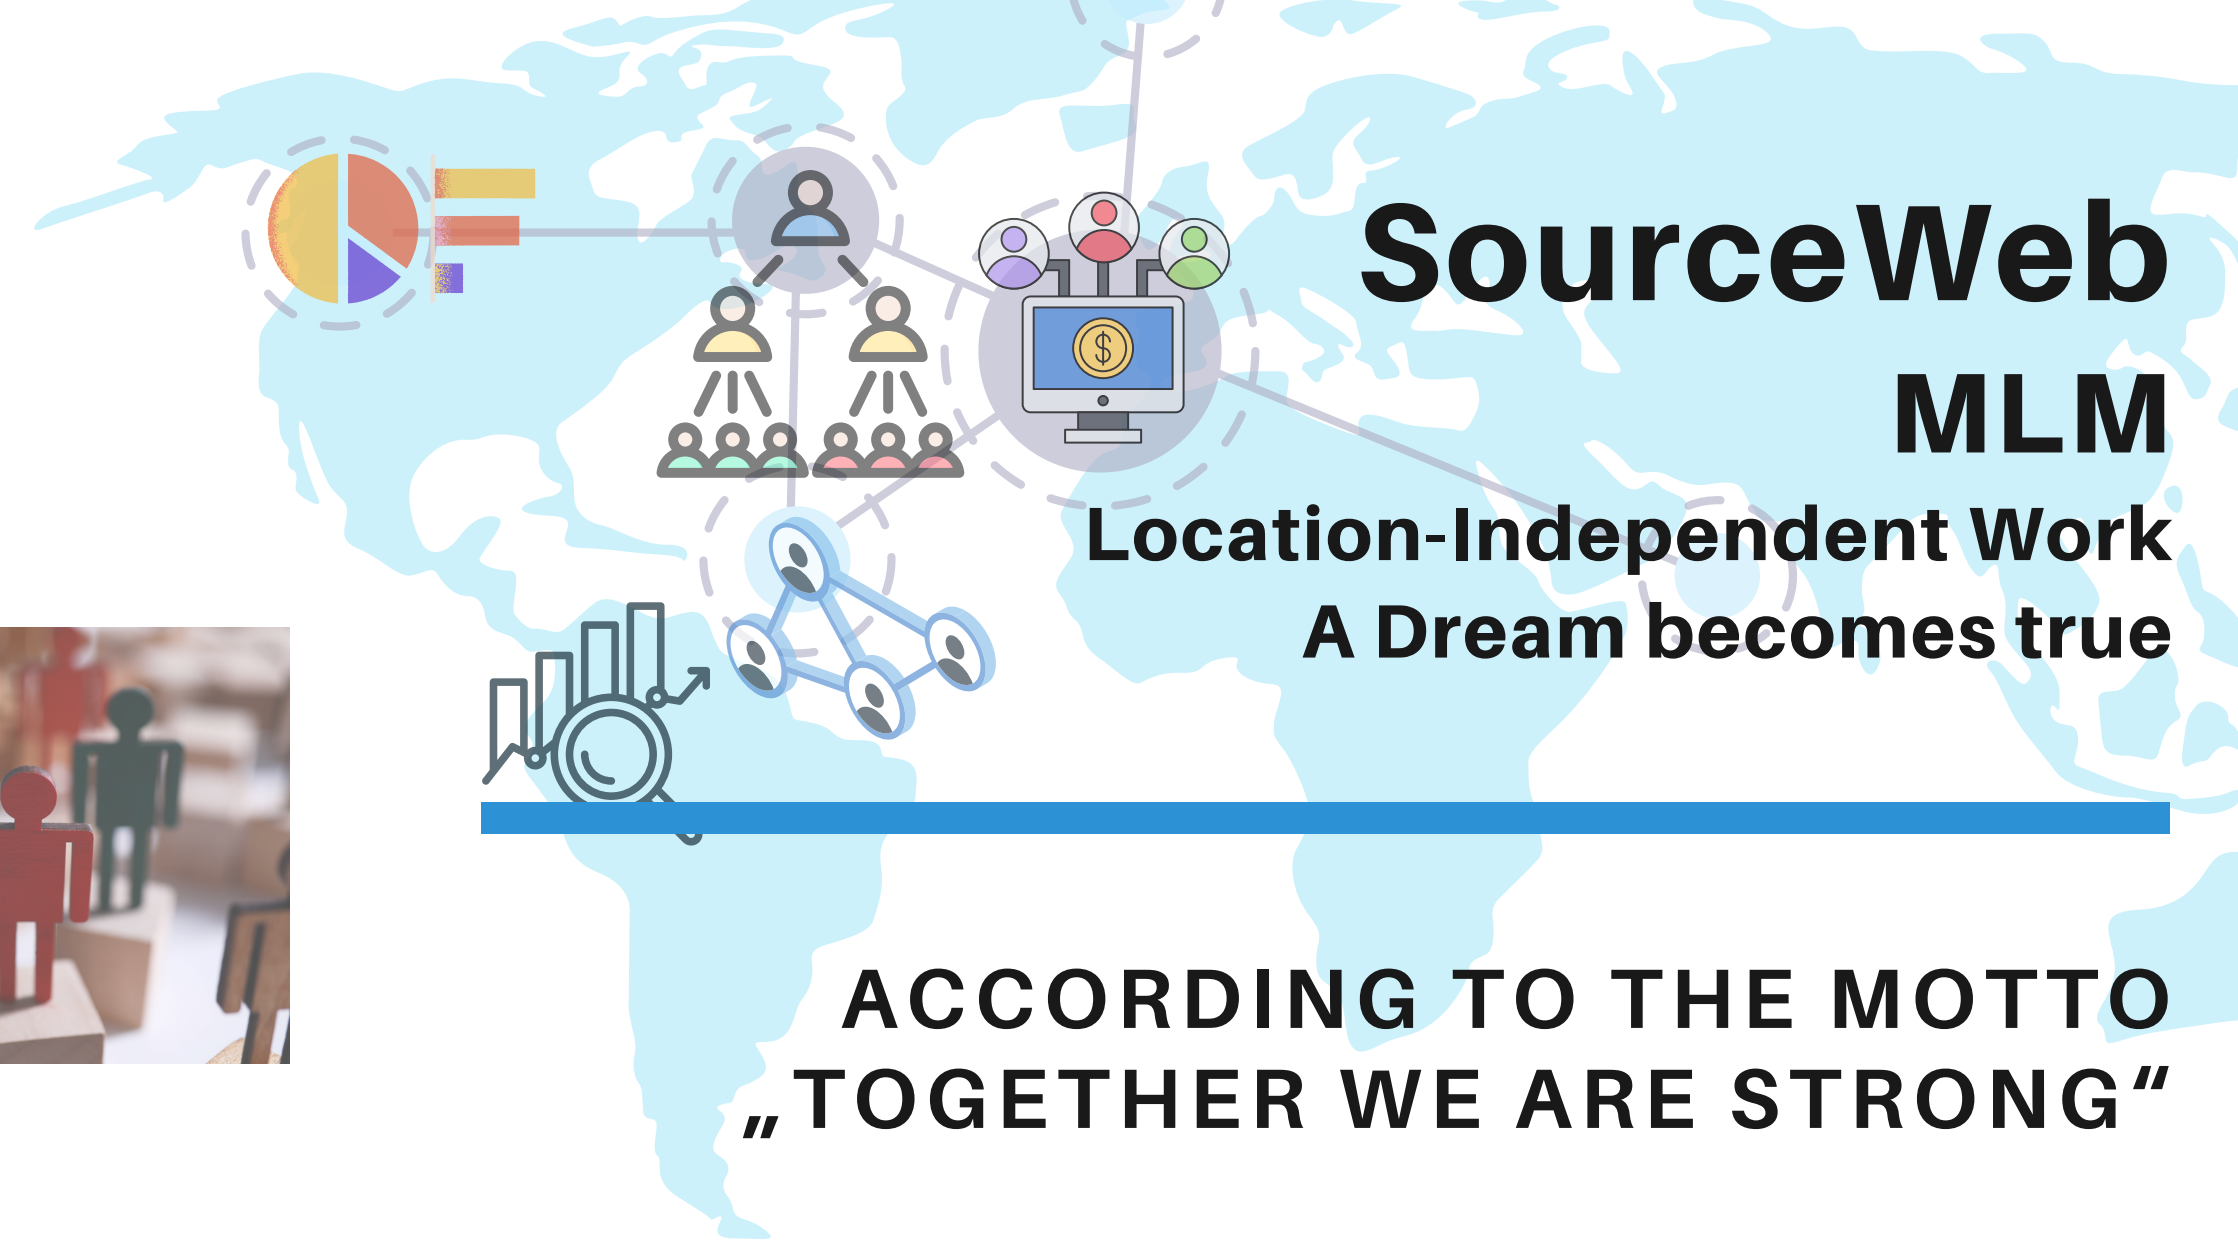 SourceWeb
MLM
Location-Independent Work
A Dream becomes true
ACCORDING TO THE MOTTO
„TOGETHER WE ARE STRONG“